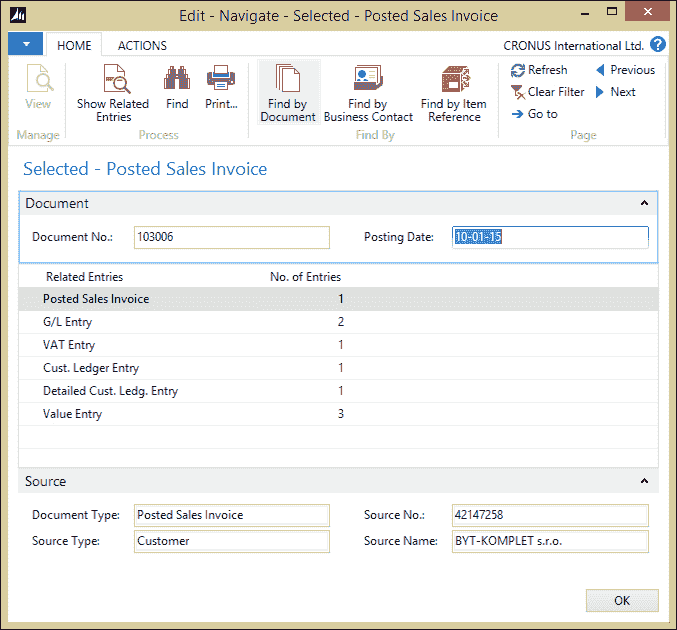 Edit - Navigate - Selected - Posted Sales Invoice
HOME ACTIONS CRONUS International Ltd. ?
View Show Related Entries Find Print... Find by Document Find by Business Contact Find by Item Reference Refresh Previous
Clear Filter Next
Go to
Manage Process Find By Page
Selected - Posted Sales Invoice
Document
Document No.: 103006 Posting Date: 10-01-15
Related Entries No. of Entries
Posted Sales Invoice 1
G/L Entry 2
VAT Entry 1
Cust. Ledger Entry 1
Detailed Cust. Ledg. Entry 1
Value Entry 3
Source
Document Type: Posted Sales Invoice Source No.: 42147258
Source Type: Customer Source Name: BYT-KOMPLET s.r.o.
OK